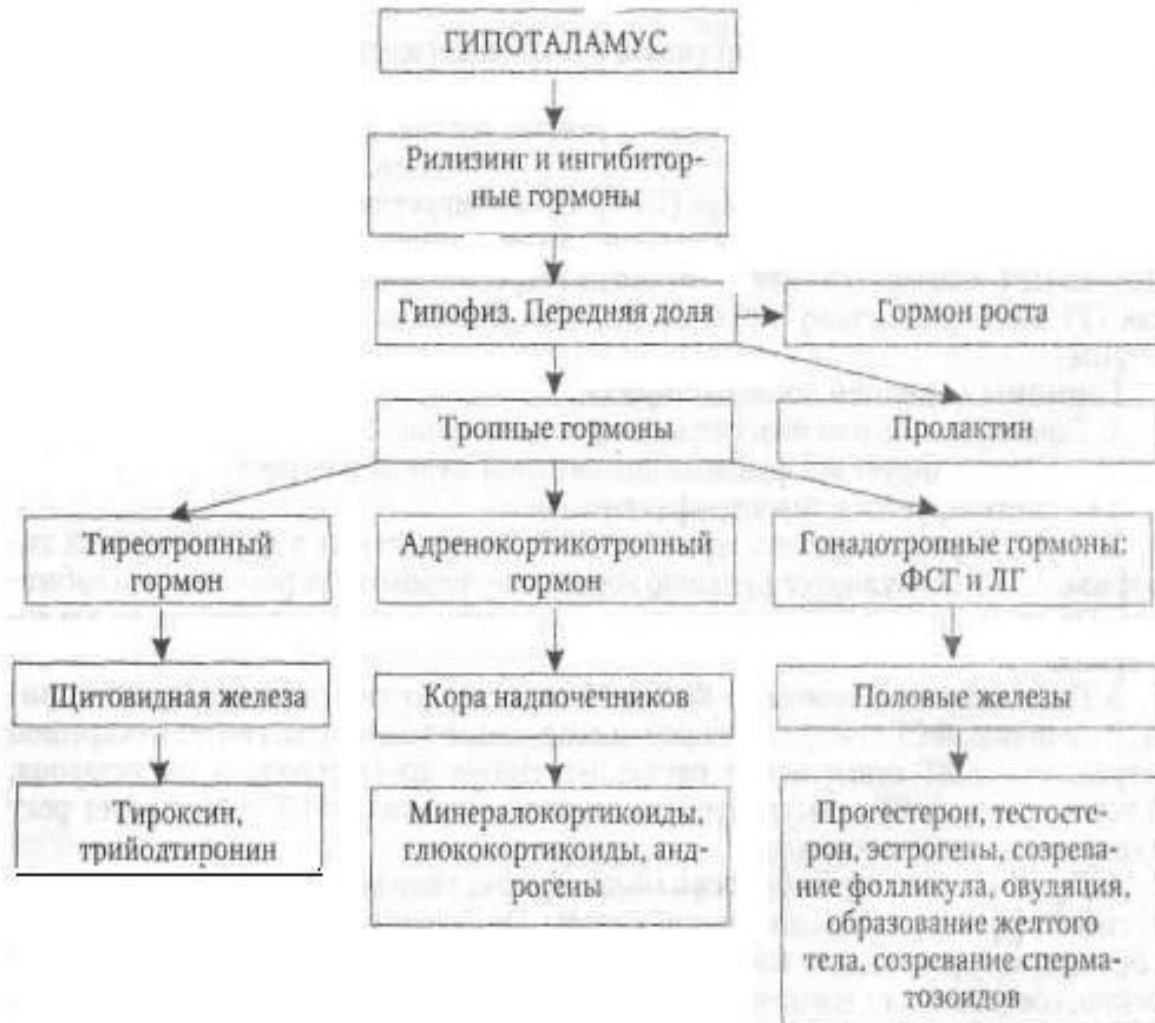 ГИПОТАЛАМУС
Рилизинг и ингибитор-
ные гормоны
Гипофиз. Передняя доля
Гормон роста
Тропные гормоны
Пролактин
Тиреотропный
гормон
Адренокортикотропный
гормон
Гонадотропные гормоны:
ФСГ и ЛГ
Щитовидная железа
Кора надпочечников
Половые железы
Тироксин,
трийодтиронин
Минералокортикоиды,
глюкокортикоиды, анд-
рогены
Прогестерон, тестосте-
рон, эстрогены, созрева-
ние фолликула, овуляция,
образование желтого
тела, созревание сперма-
тозоидов